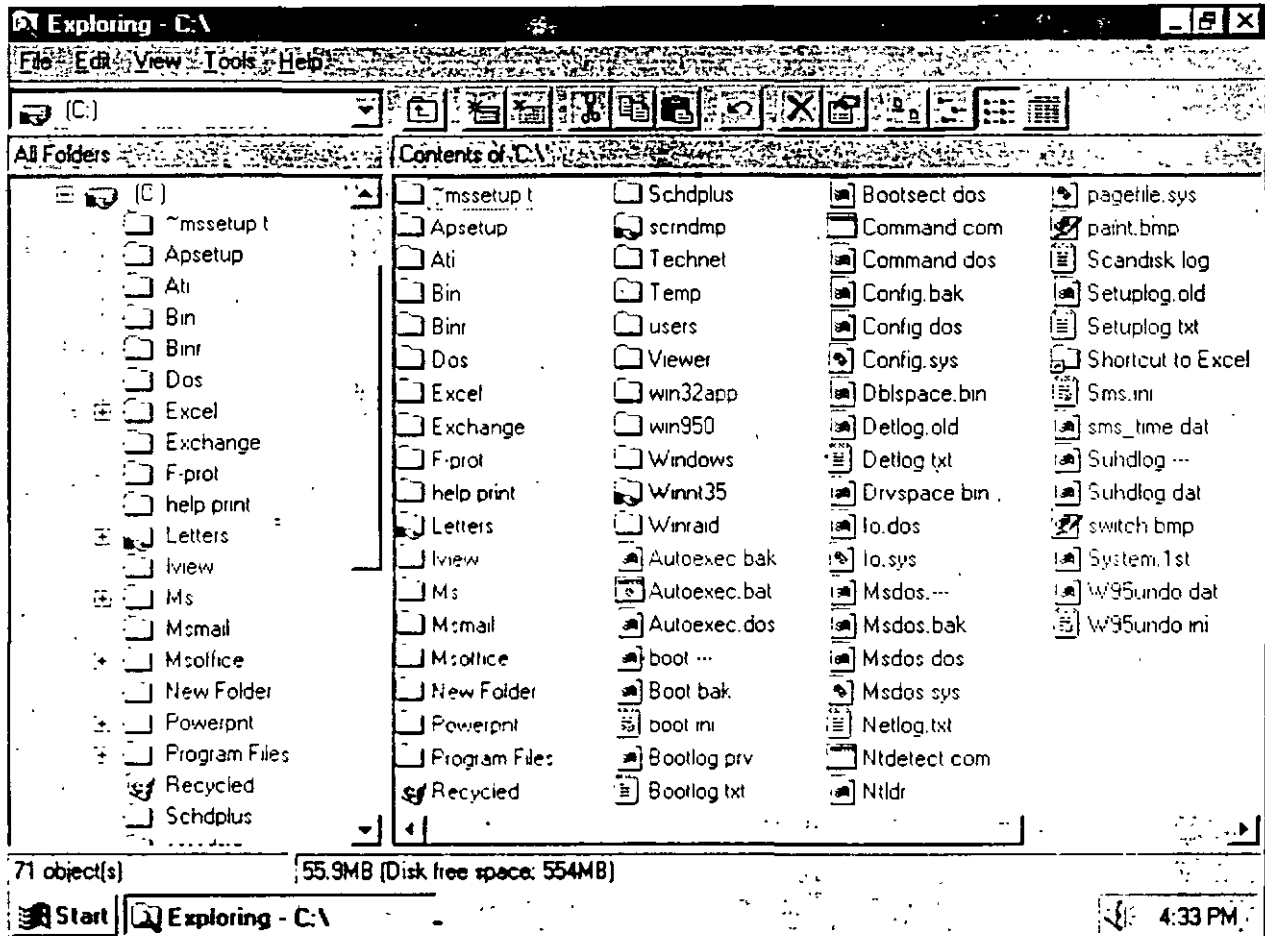 Exploring - C:\
File Edit View Tools Help
(C:)
All Folders
Contents of 'C:\'
(C:)
~mssetup t
Apsetup
Ati
Bin
Binr
Dos
Excel
Exchange
F-prot
help print
Letters
Iview
Ms
Msmail
Msoffice
New Folder
Powerpnt
Program Files
Recycled
Schdplus
~mssetup t
Apsetup
Ati
Bin
Binr
Dos
Excel
Exchange
F-prot
help print
Letters
Iview
Ms
Msmail
Msoffice
New Folder
Powerpnt
Program Files
Recycled
Schdplus
scrndmp
Technet
Temp
users
Viewer
win32app
win950
Windows
Winnt35
Winraid
Autoexec bak
Autoexec.bat
Autoexec.dos
boot ---
Boot bak
boot ini
Bootlog prv
Bootlog txt
Bootsect dos
Command com
Command dos
Config.bak
Config dos
Config.sys
Dblspace.bin
Detlog.old
Detlog txt
Drvspace bin
Io.dos
Io.sys
Msdos.---
Msdos.bak
Msdos dos
Msdos sys
Netlog.txt
Ntdetect com
Ntldr
pagefile.sys
paint.bmp
Scandisk log
Setuplog.old
Setuplog txt
Shortcut to Excel
Sms.ini
sms_time dat
Suhdlog ---
Suhdlog dat
switch bmp
System.1st
W95undo dat
W95undo ini
71 object(s)
55.9MB (Disk free space: 554MB)
Start
Exploring - C:\
4:33 PM